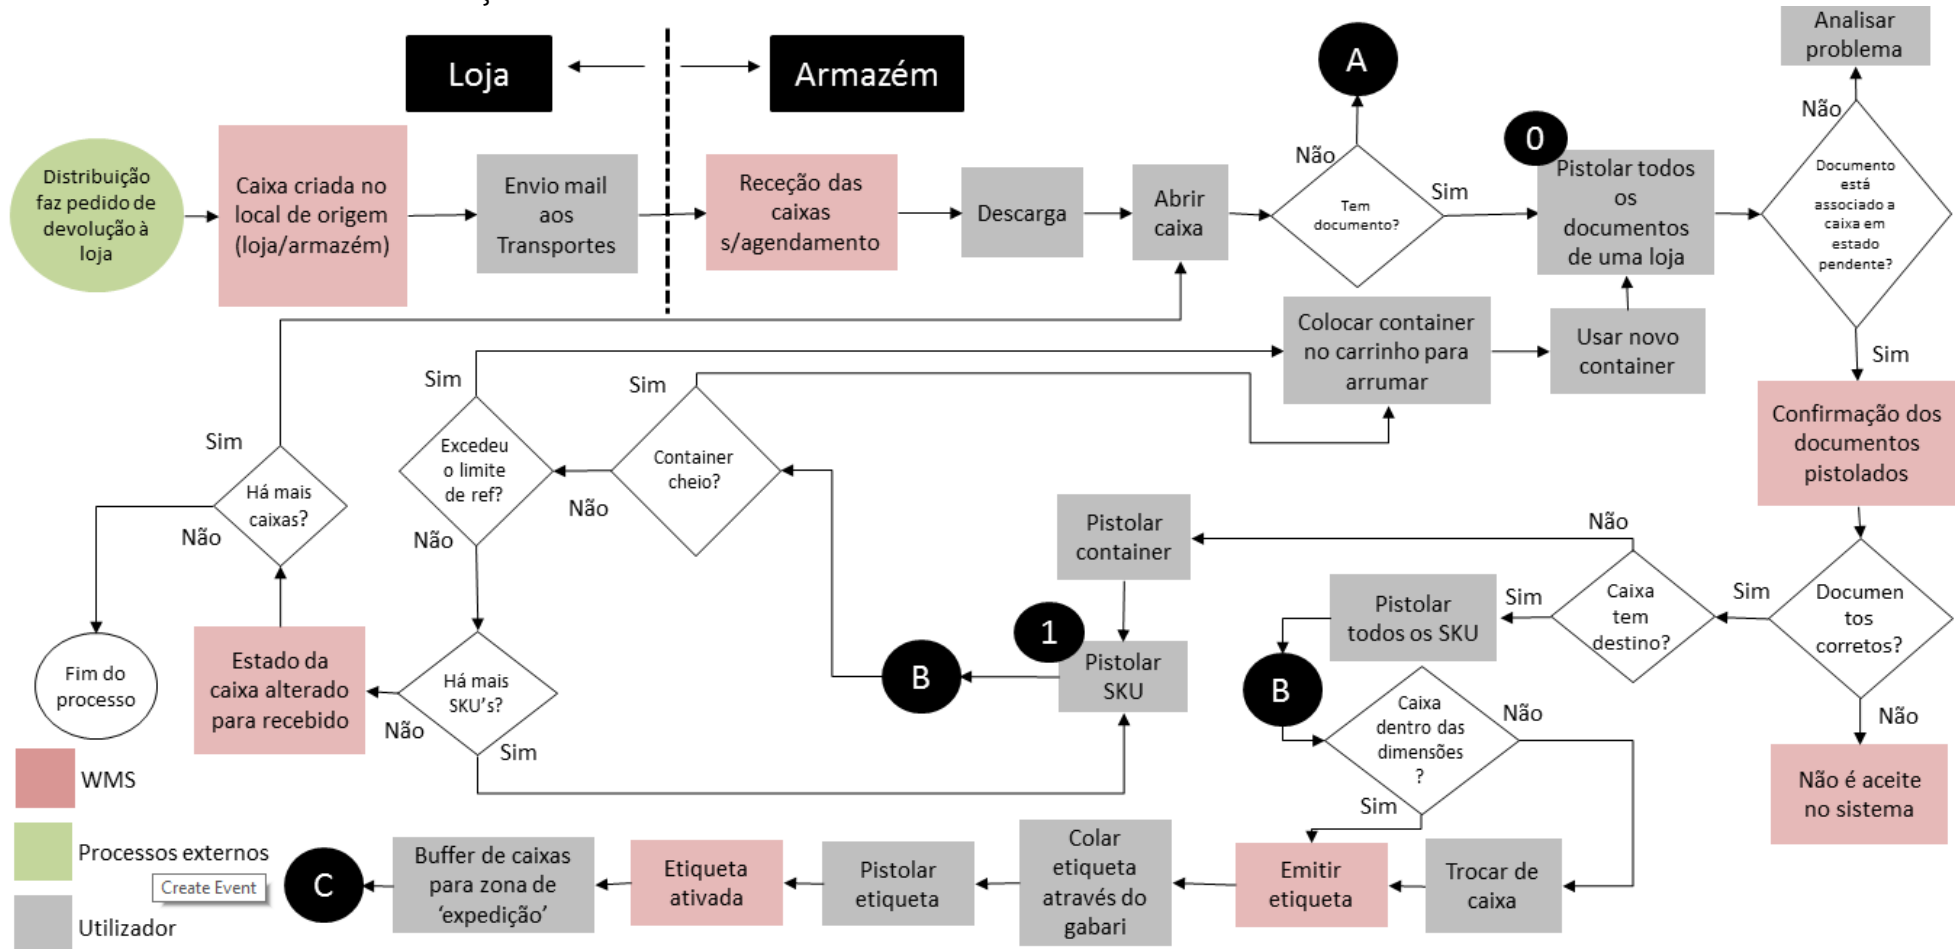 Loja
Armazém
A
Analisar
problema
Não
0
Distribuição
faz pedido de
devolução à
loja
Caixa criada no
local de origem
(loja/armazém)
Envio mail
aos
Transportes
Receção das
caixas
s/agendamento
Descarga
Abrir
caixa
Não
Tem
documento?
Sim
Pistolar todos
os
documentos
de uma loja
Documento
está
associado a
caixa em
estado
pendente?
Sim
Colocar container
no carrinho para
arrumar
Usar novo
container
Sim
Sim
Sim
Excedeu
o limite
de ref?
Container
cheio?
Não
Não
Há mais
caixas?
Não
Confirmação dos
documentos
pistolados
Pistolar
container
Não
Pistolar
todos os SKU
Sim
Caixa
tem
destino?
Sim
Documen
tos
corretos?
Não
Não é aceite
no sistema
1
Pistolar
SKU
B
B
Caixa
dentro das
dimensões
?
Não
Sim
Fim do
processo
Estado da
caixa alterado
para recebido
Há mais
SKU's?
Não
Sim
WMS
Processos externos
Create Event
Utilizador
C
Buffer de caixas
para zona de
‘expedição’
Etiqueta
ativada
Pistolar
etiqueta
Colar
etiqueta
através do
gabari
Emitir
etiqueta
Trocar de
caixa